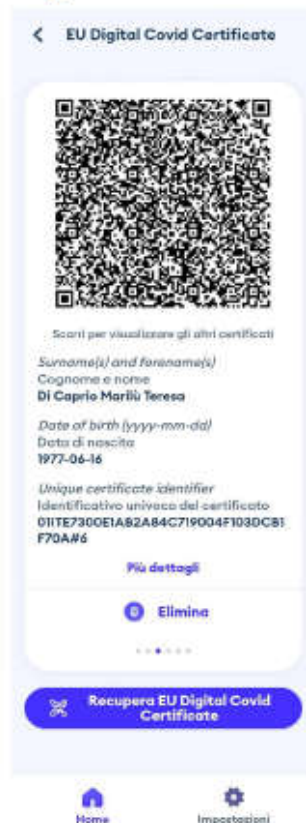 EU Digital Covid Certificate
Scorri per visualizzare gli altri certificati
Surname(s) and forename(s)
Cognome e nome
Di Caprio Marilù Teresa
Date of birth (yyyy-mm-dd)
Data di nascita
1977-06-16
Unique certificate identifier
Identificativo univoco del certificato
01ITE7300E1AB2A84C719004F103DCB1
F70A#6
Più dettagli
Elimina
Recupera EU Digital Covid
Certificate
Home
Impostazioni